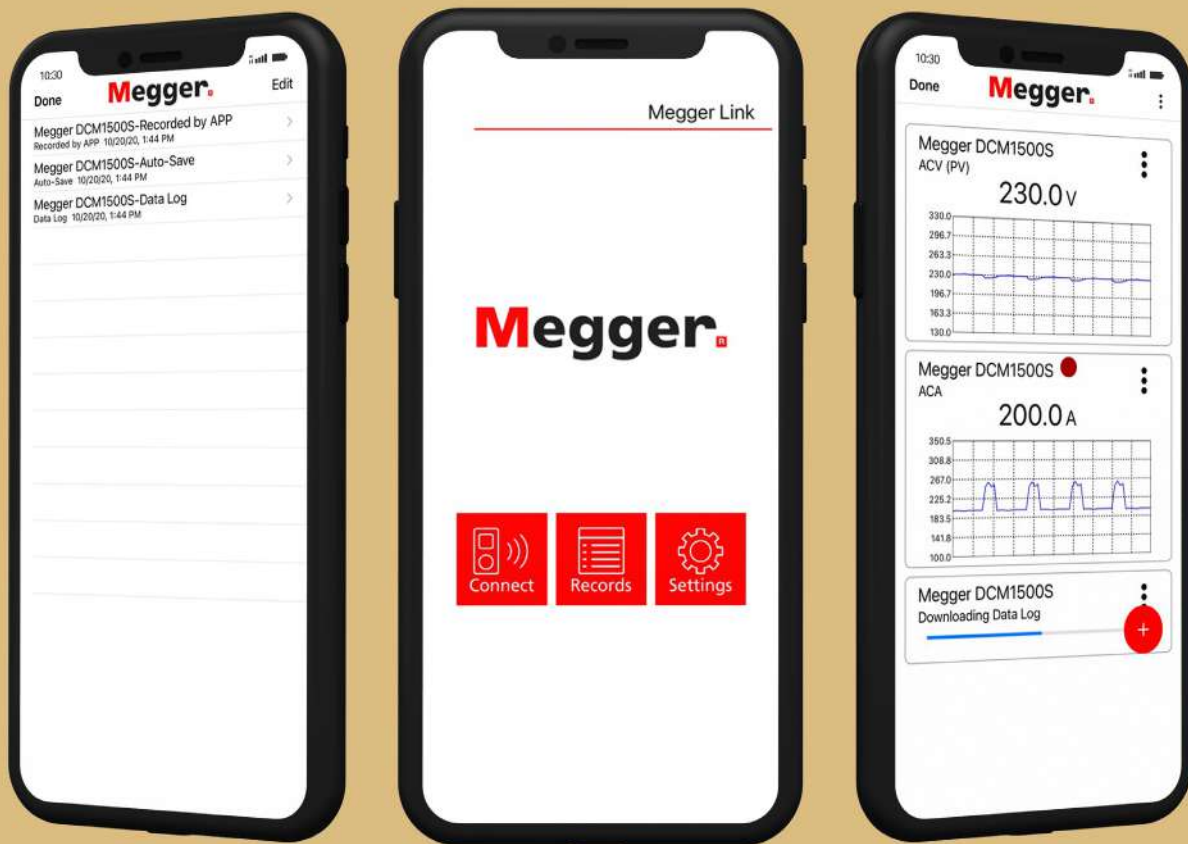 10:30
Done
Megger
Edit
Megger DCM1500S-Recorded by APP
Recorded by APP 10/20/20, 1:44 PM
Megger DCM1500S-Auto-Save
Auto-Save 10/20/20, 1:44 PM
Megger DCM1500S-Data Log
Data Log 10/20/20, 1:44 PM
Megger Link
Megger R
Connect
Records
Settings
10:30
Done
Megger
Megger DCM1500S
ACV (PV)
230.0 V
330.0
296.7
263.3
230.0
196.7
163.3
130.0
Megger DCM1500S
ACA
200.0 A
350.5
308.8
267.0
225.2
183.5
141.8
100.0
Megger DCM1500S
Downloading Data Log
+